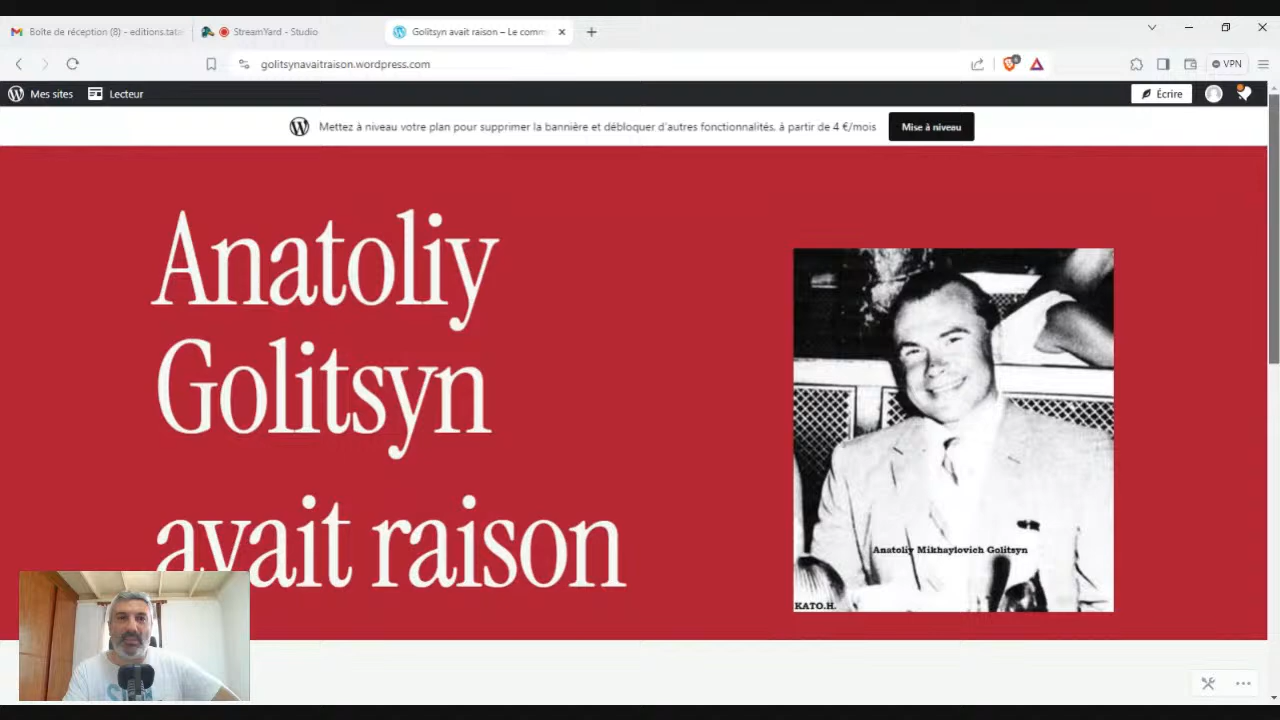 Boîte de réception (8) - editions.tata
StreamYard - Studio
Golitsyn avait raison – Le comm
golitsynavaitraison.wordpress.com
VPN
Mes sites
Lecteur
Écrire
Mettez à niveau votre plan pour supprimer la bannière et débloquer d'autres fonctionnalités, à partir de 4 €/mois
Mise à niveau
Anatoliy
Golitsyn
avait raison
Anatoliy Mikhaylovich Golitsyn
KATO.H.